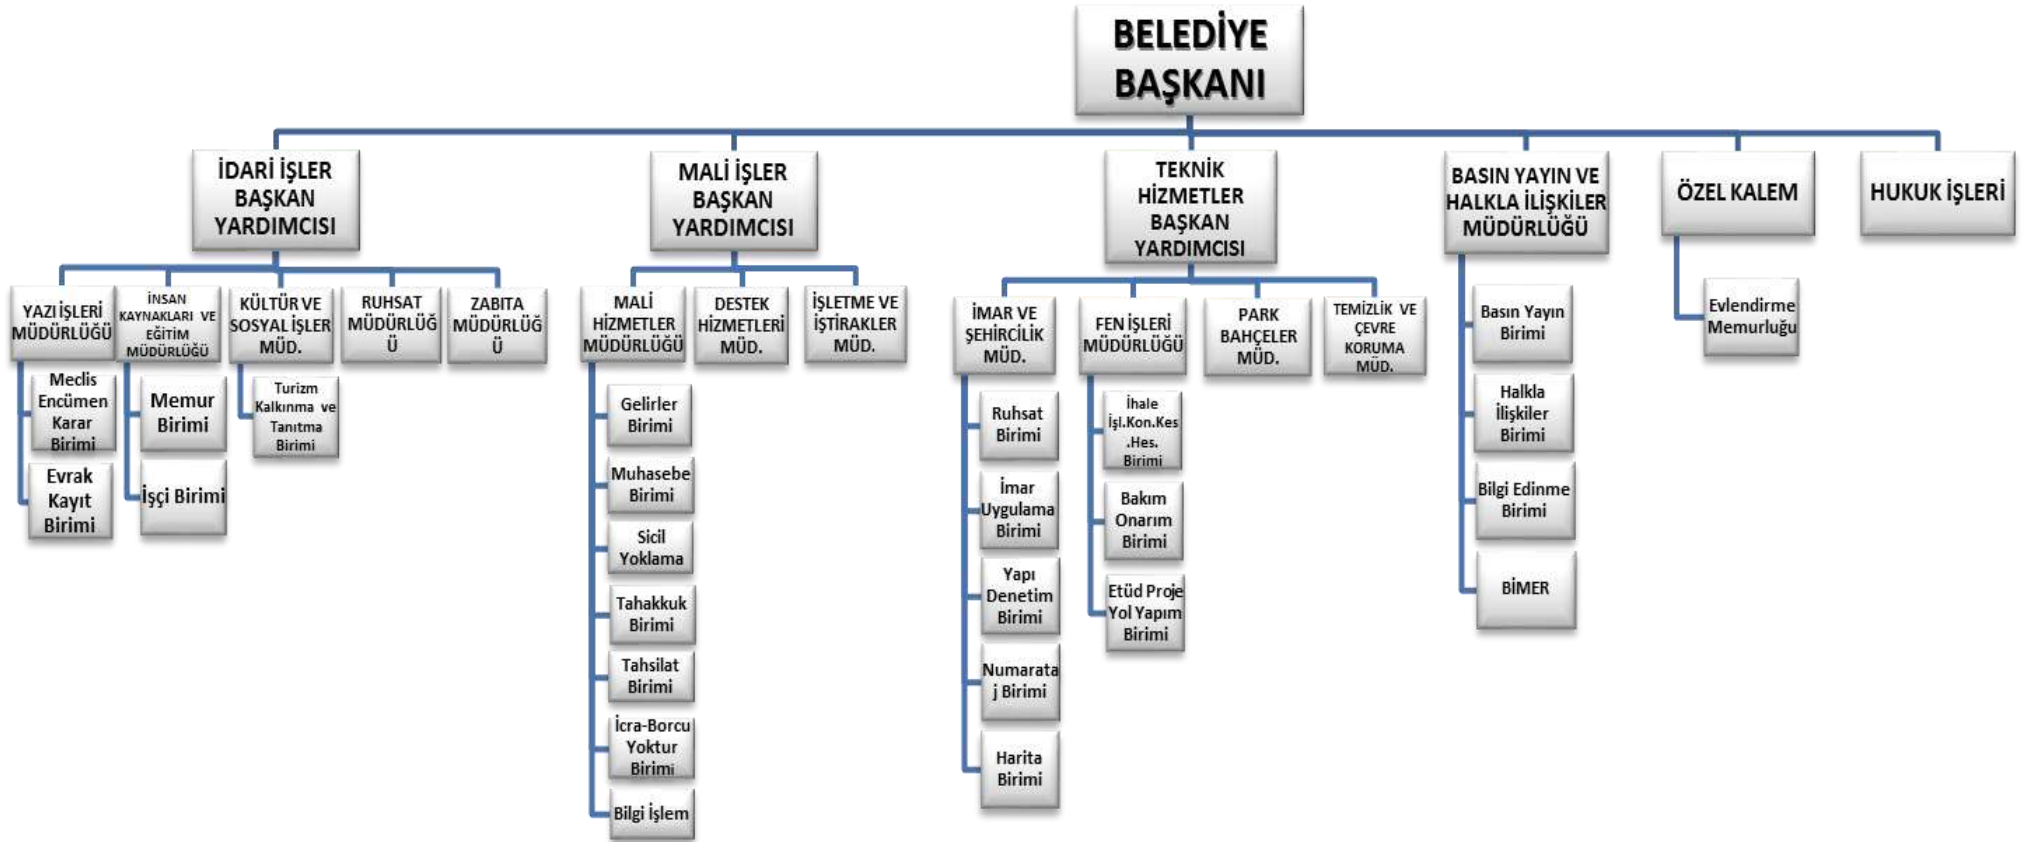 BELEDİYE
BAŞKANI
İDARİ İŞLER
BAŞKAN
YARDIMCISI
MALİ İŞLER
BAŞKAN
YARDIMCISI
TEKNİK
HİZMETLER
BAŞKAN
YARDIMCISI
BASIN YAYIN VE
HALKLA İLİŞKİLER
MÜDÜRLÜĞÜ
ÖZEL KALEM
HUKUK İŞLERİ
YAZI İŞLERİ
MÜDÜRLÜĞÜ
İNSAN
KAYNAKLARI VE
EĞİTİM
MÜDÜRLÜĞÜ
KÜLTÜR VE
SOSYAL İŞLER
MÜD.
RUHSAT
MÜDÜRLÜĞ
Ü
ZABITA
MÜDÜRLÜĞ
Ü
MALİ
HİZMETLER
MÜDÜRLÜĞÜ
DESTEK
HİZMETLERİ
MÜD.
İŞLETME VE
İŞTİRAKLER
MÜD.
İMAR VE
ŞEHİRCİLİK
MÜD.
FEN İŞLERİ
MÜDÜRLÜĞÜ
PARK
BAHÇELER
MÜD.
TEMİZLİK VE
ÇEVRE
KORUMA
MÜD.
Meclis
Encümen
Karar
Birimi
Evrak
Kayıt
Birimi
Memur
Birimi
İşçi Birimi
Turizm
Kalkınma ve
Tanıtma
Birimi
Gelirler
Birimi
Muhasebe
Birimi
Sicil
Yoklama
Tahakkuk
Birimi
Tahsilat
Birimi
İcra-Borcu
Yoktur
Birimi
Bilgi İşlem
Ruhsat
Birimi
İmar
Uygulama
Birimi
Yapı
Denetim
Birimi
Numarata
j Birimi
Harita
Birimi
İhale
İşl.Kon.Kes
.Hes.
Birimi
Bakım
Onarım
Birimi
Etüd Proje
Yol Yapım
Birimi
Basın Yayın
Birimi
Halkla
İlişkiler
Birimi
Bilgi Edinme
Birimi
BİMER
Evlendirme
Memurluğu